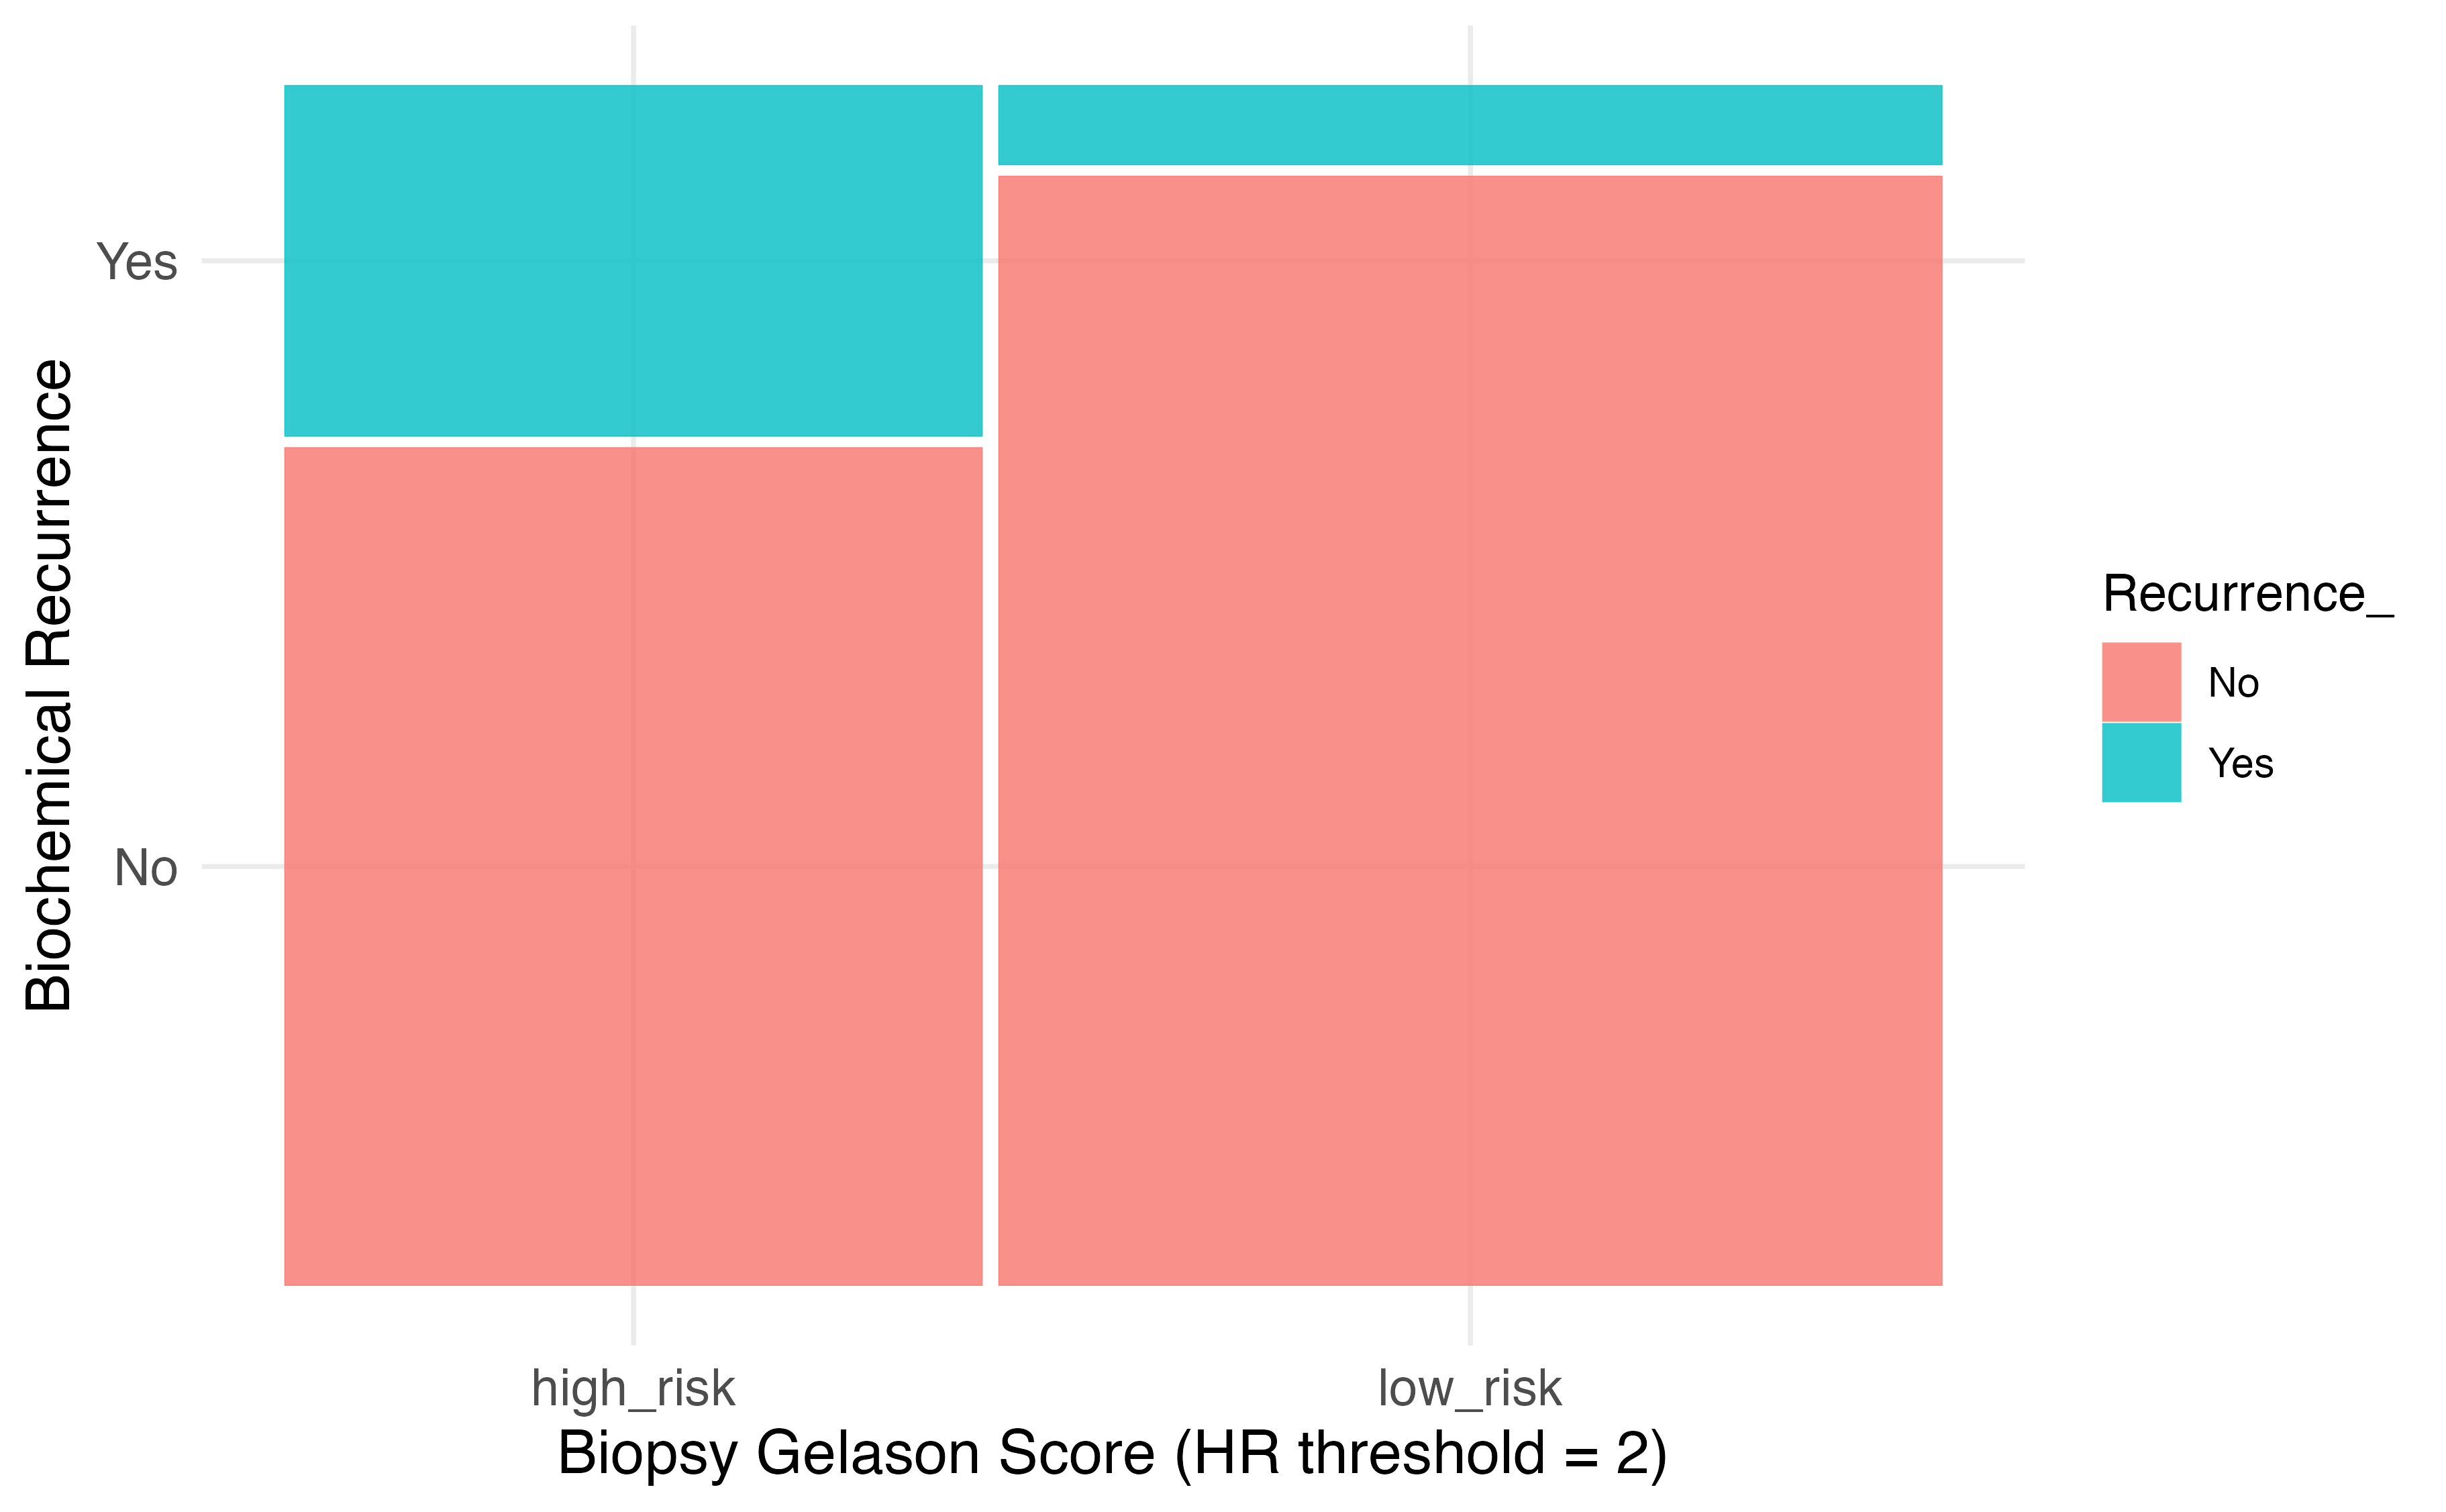 Biochemical Recurrence
Yes
No
high_risk
low_risk
Biopsy Gelason Score (HR threshold = 2)
Recurrence_
No
Yes